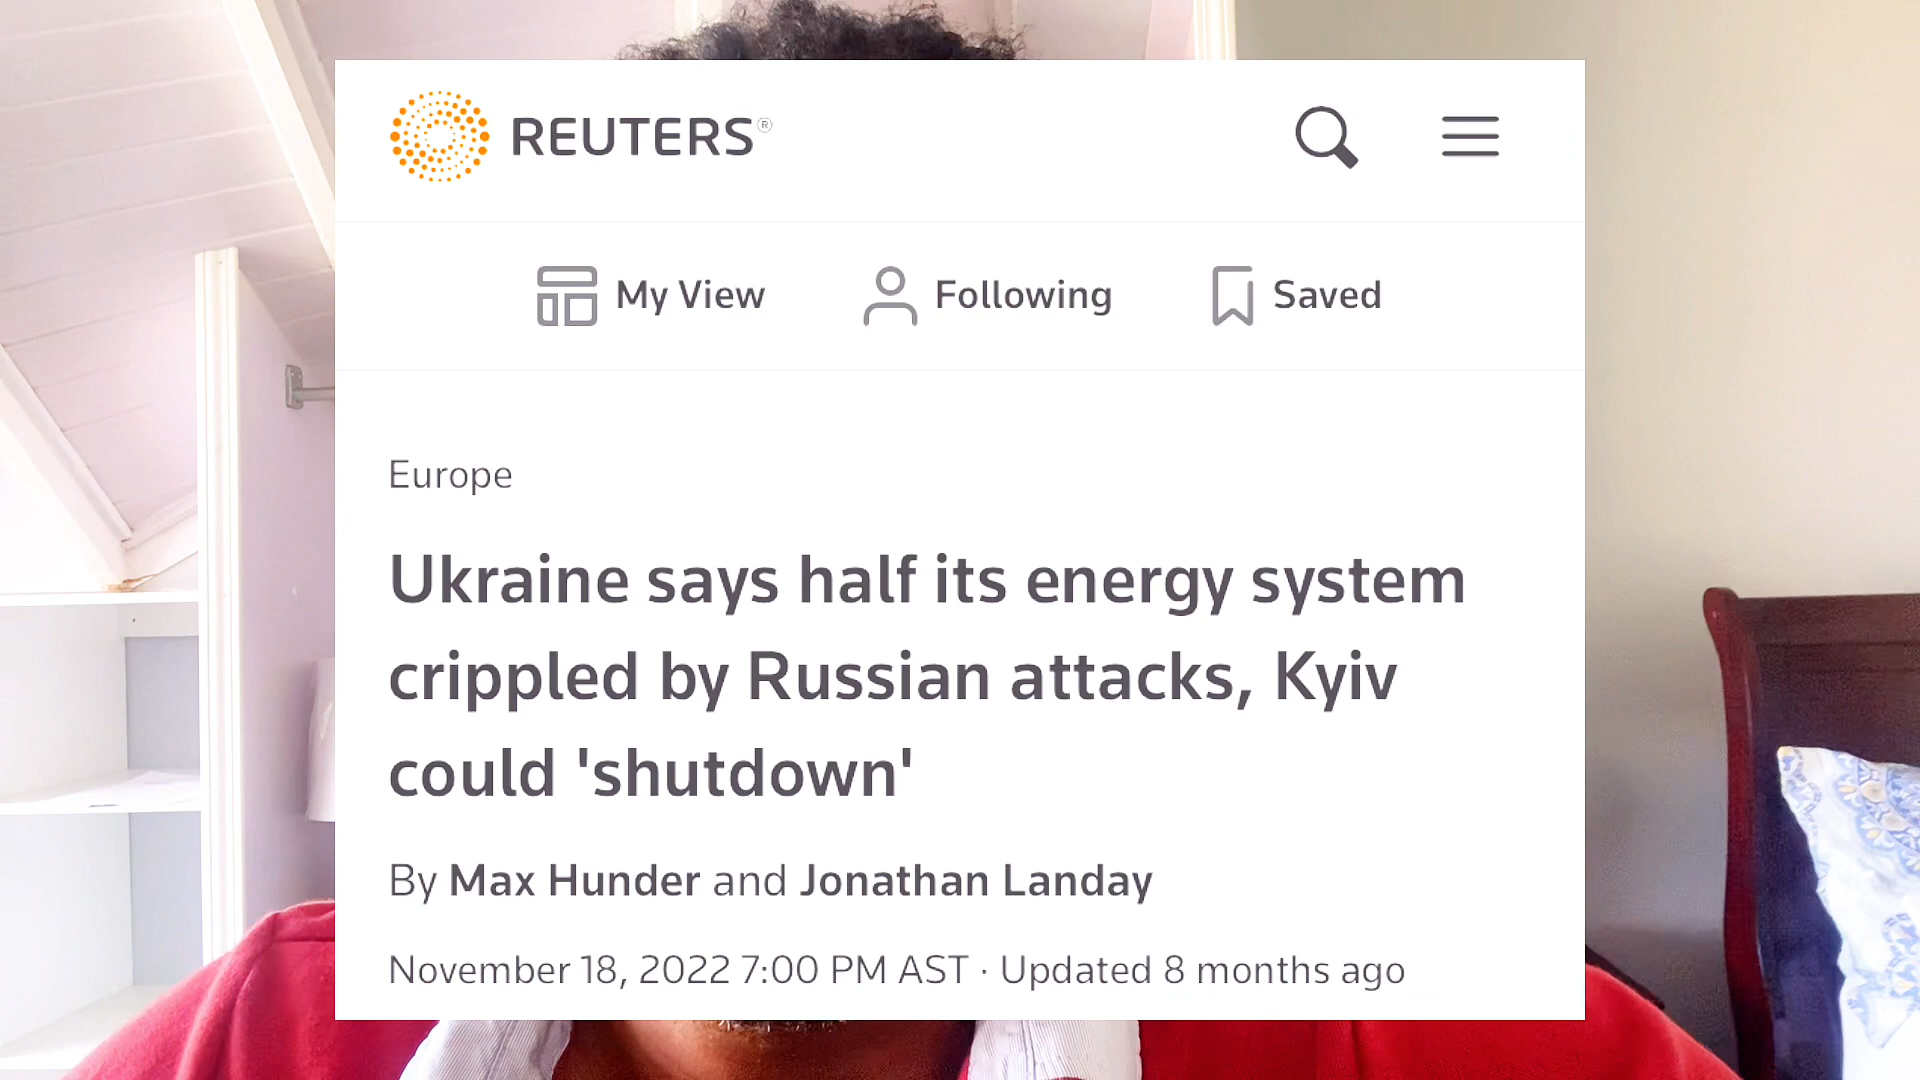 REUTERS®
My View Following Saved
Europe
Ukraine says half its energy system
crippled by Russian attacks, Kyiv
could 'shutdown'
By Max Hunder and Jonathan Landay
November 18, 2022 7:00 PM AST · Updated 8 months ago